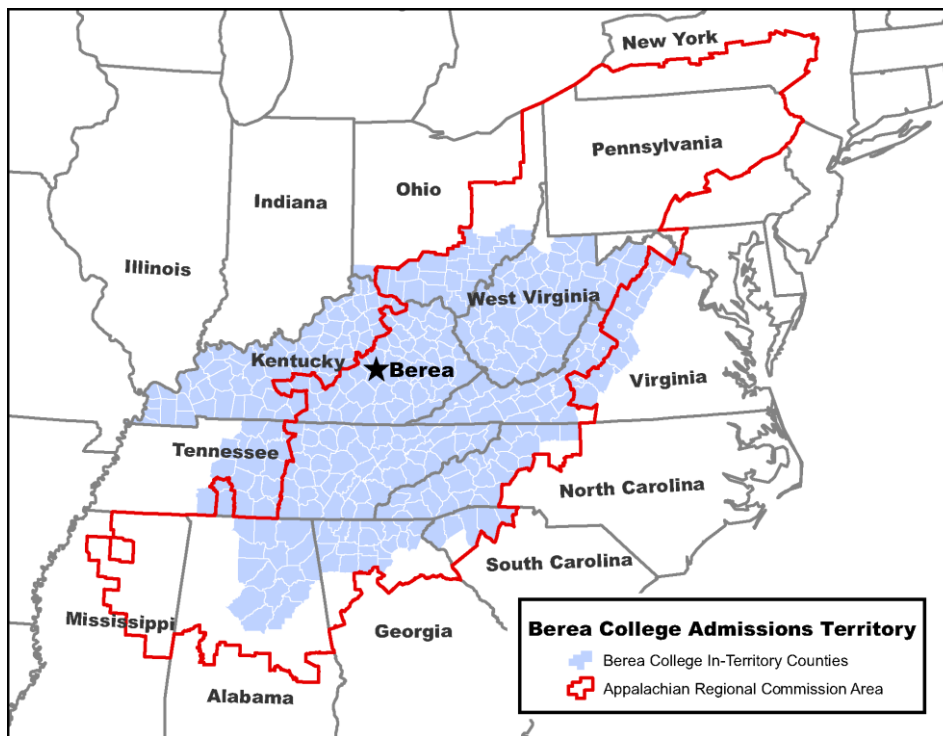 New York
Pennsylvania
Ohio
Indiana
Illinois
West Virginia
Kentucky
Berea
Virginia
Tennessee
North Carolina
South Carolina
Mississippi
Georgia
Alabama
Berea College Admissions Territory
Berea College In-Territory Counties
Appalachian Regional Commission Area